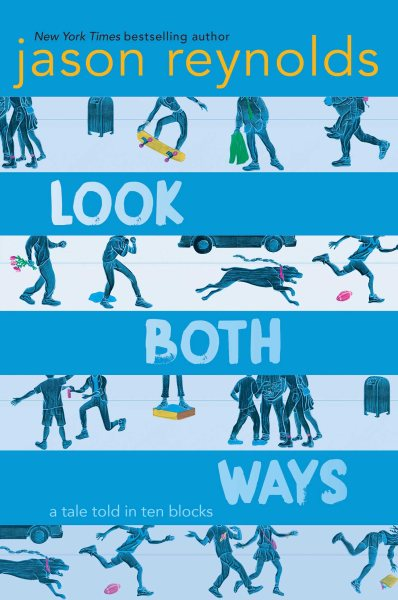 New York Times bestselling author
jason reynolds
LOOK
BOTH
WAYS
a tale told in ten blocks